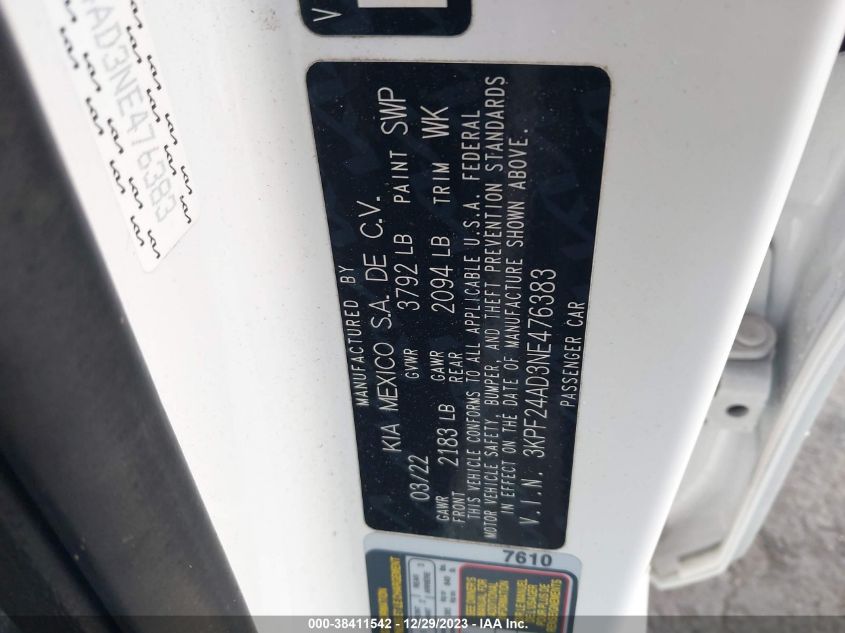 V
AD3NE476383
MANUFACTURED BY
KIA MEXICO S.A. DE C.V.
03/22 GVWR 3792 LB PAINT SWP
GAWR FRONT 2183 LB GAWR REAR 2094 LB TRIM WK
THIS VEHICLE CONFORMS TO ALL APPLICABLE U.S.A. FEDERAL
MOTOR VEHICLE SAFETY, BUMPER, AND THEFT PREVENTION STANDARDS
IN EFFECT ON THE DATE OF MANUFACTURE SHOWN ABOVE.
V.I.N. 3KPF24AD3NE476383
PASSENGER CAR
7610
000-38411542 - 12/29/2023 - IAA Inc.